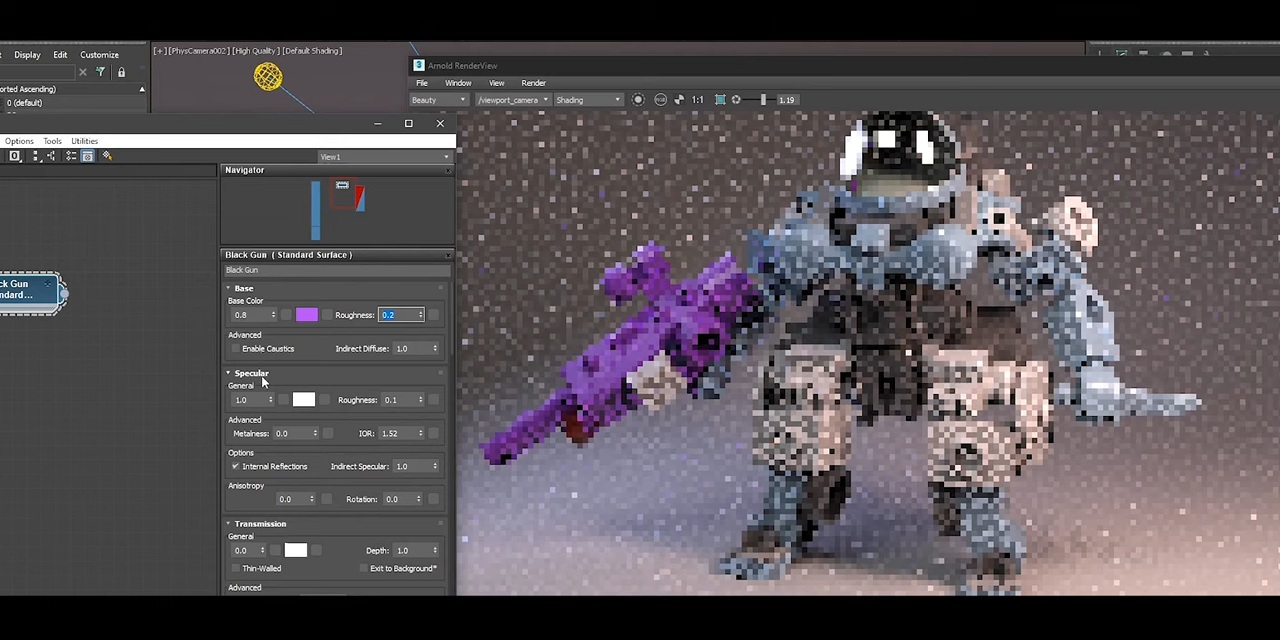 Display Edit Customize
[+] [PhysCamera002] [High Quality] [Default Shading]
Arnold RenderView
File Window View Render
Beauty /viewport_camera Shading 1:1 1.19
orted Ascending)
0 (default)
Options Tools Utilities
View1
Navigator
Black Gun ( Standard Surface )
Black Gun
ck Gun
andard ...
Base
Base Color
0.8 Roughness: 0.2
Advanced
Enable Caustics Indirect Diffuse: 1.0
Specular
General
1.0 Roughness: 0.1
Advanced
Metalness: 0.0 IOR: 1.52
Options
Internal Reflections Indirect Specular: 1.0
Anisotropy
0.0 Rotation: 0.0
Transmission
General
0.0 Depth: 1.0
Thin-Walled Exit to Background*
Advanced